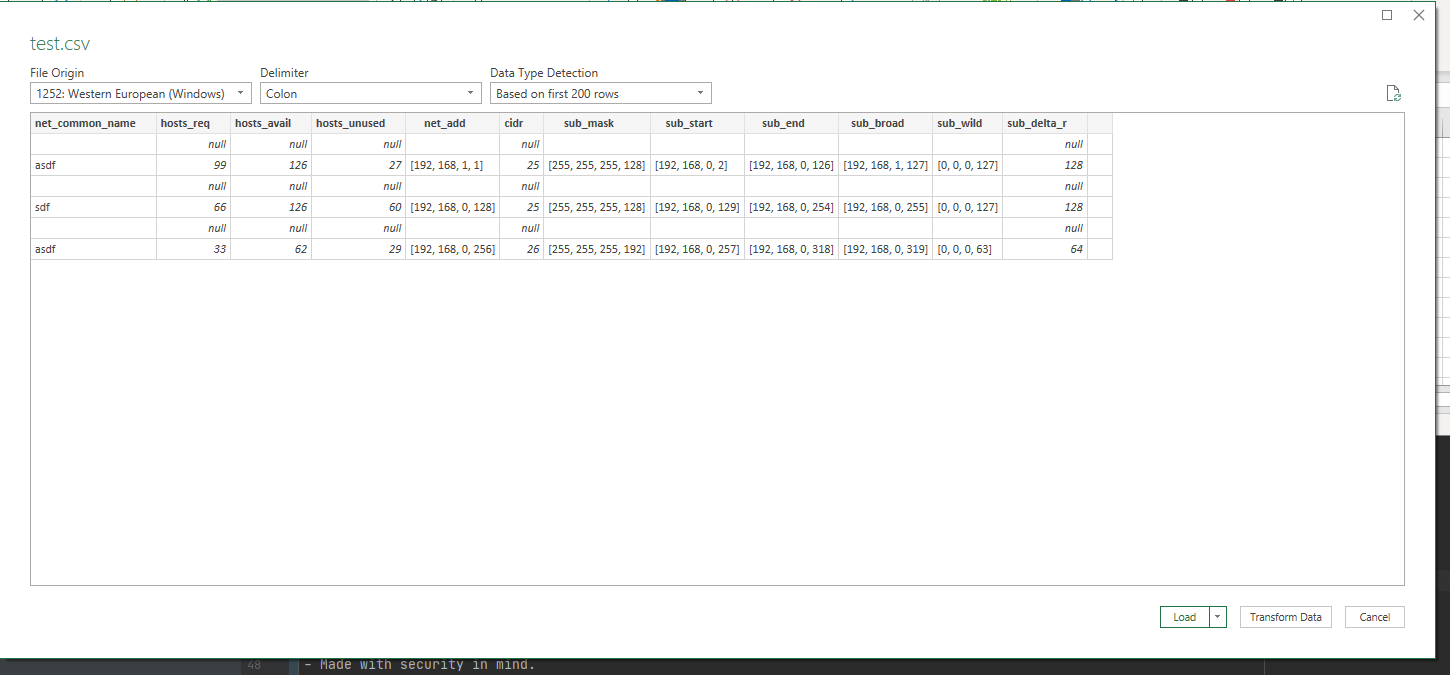 test.csv
File Origin Delimiter Data Type Detection
1252: Western European (Windows) Colon Based on first 200 rows
net_common_name hosts_req hosts_avail hosts_unused net_add cidr sub_mask sub_start sub_end sub_broad sub_wild sub_delta_r
null null null null null
asdf 99 126 27 [192, 168, 1, 1] 25 [255, 255, 255, 128] [192, 168, 0, 2] [192, 168, 0, 126] [192, 168, 1, 127] [0, 0, 0, 127] 128
null null null null null
sdf 66 126 60 [192, 168, 0, 128] 25 [255, 255, 255, 128] [192, 168, 0, 129] [192, 168, 0, 254] [192, 168, 0, 255] [0, 0, 0, 127] 128
null null null null null
asdf 33 62 29 [192, 168, 0, 256] 26 [255, 255, 255, 192] [192, 168, 0, 257] [192, 168, 0, 318] [192, 168, 0, 319] [0, 0, 0, 63] 64
Load Transform Data Cancel
48 - Made with security in mind.